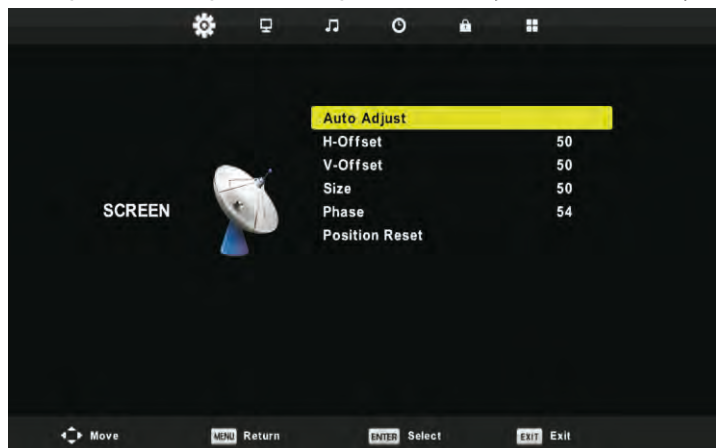 Auto Adjust
H-Offset 50
V-Offset 50
Size 50
SCREEN
Phase 54
Position Reset
Move MENU Return ENTER Select EXIT Exit